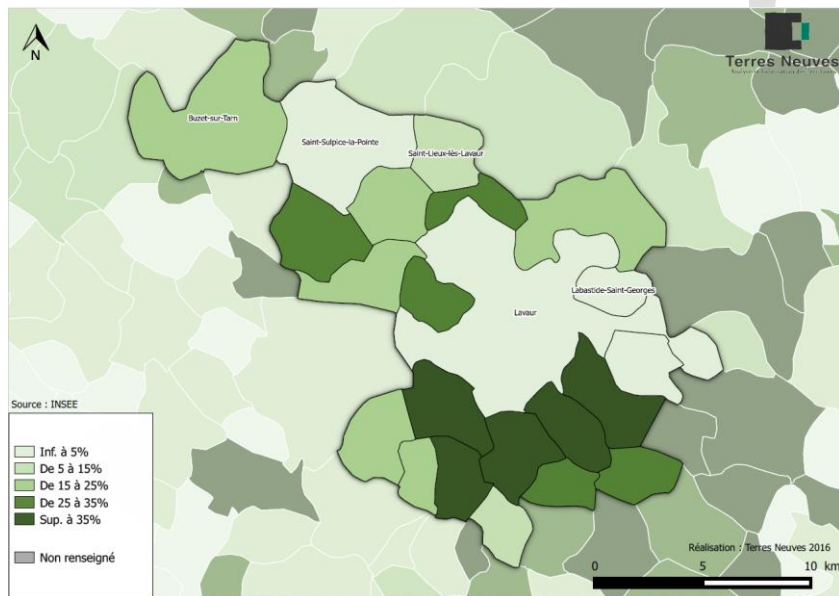 N
Terres Neuves
Buzet-sur-Tarn
Saint-Sulpice-la-Pointe
Saint-Lieux-lès-Lavaur
Labastide-Saint-Georges
Lavaur
Source : INSEE
Inf. à 5%
De 5 à 15%
De 15 à 25%
De 25 à 35%
Sup. à 35%
Non renseigné
Réalisation : Terres Neuves 2016
0 5 10 km